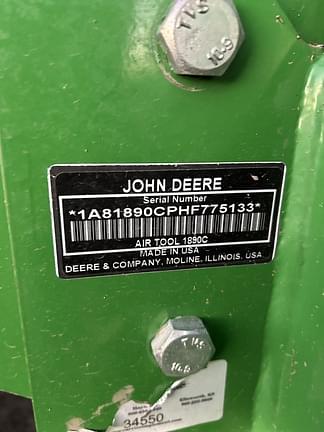 10.9
JOHN DEERE
Serial Number
*1A81890CPHF775133*
AIR TOOL 1890C
MADE IN USA
DEERE & COMPANY, MOLINE, ILLINOIS, USA
10.9
34550